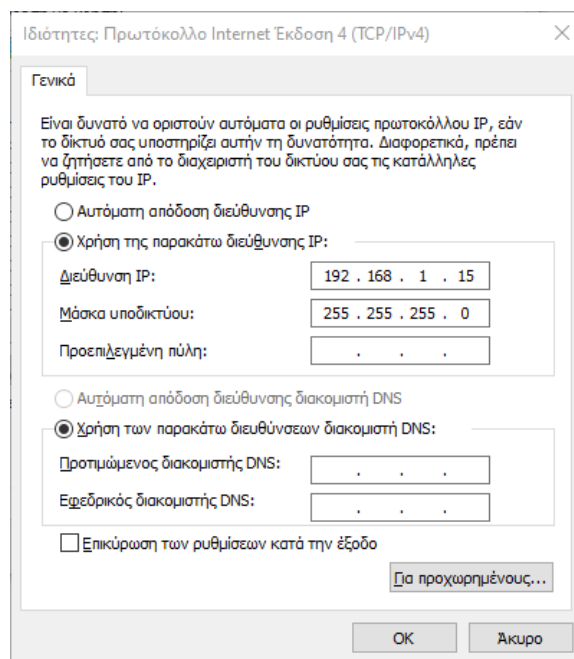 Ιδιότητες: Πρωτόκολλο Internet Έκδοση 4 (TCP/IPv4)
Γενικά
Είναι δυνατό να οριστούν αυτόματα οι ρυθμίσεις πρωτοκόλλου IP, εάν
το δίκτυό σας υποστηρίζει αυτήν τη δυνατότητα. Διαφορετικά, πρέπει
να ζητήσετε από το διαχειριστή του δικτύου σας τις κατάλληλες
ρυθμίσεις του IP.
Αυτόματη απόδοση διεύθυνσης IP
Χρήση της παρακάτω διεύθυνσης IP:
Διεύθυνση IP: 192 . 168 . 1 . 15
Μάσκα υποδικτύου: 255 . 255 . 255 . 0
Προεπιλεγμένη πύλη: . . .
Αυτόματη απόδοση διεύθυνσης διακομιστή DNS
Χρήση των παρακάτω διευθύνσεων διακομιστή DNS:
Προτιμώμενος διακομιστής DNS: . . .
Εφεδρικός διακομιστής DNS: . . .
Επικύρωση των ρυθμίσεων κατά την έξοδο
Για προχωρημένους...
OK Άκυρο